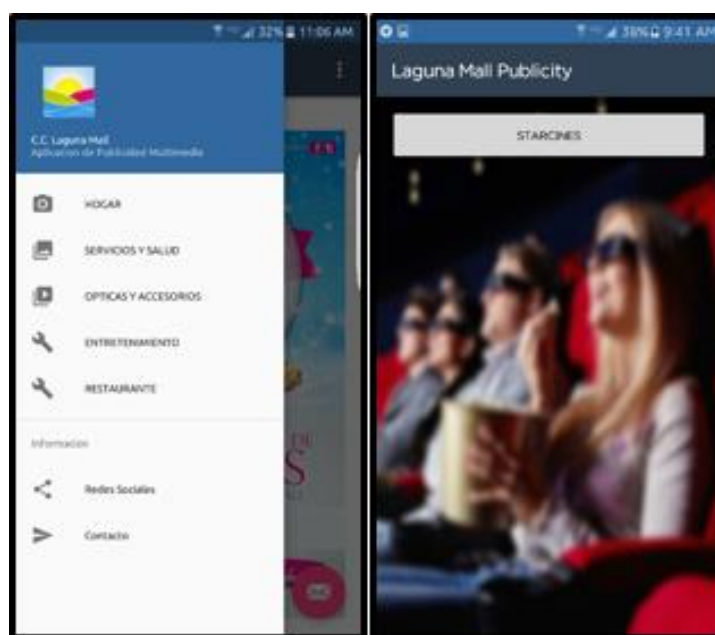 32% 11:06 AM
C.C. Laguna Mall
Aplicacion de Publicidad Multimedia
HOGAR
SERVICIOS Y SALUD
OPTICAS Y ACCESORIOS
ENTRETENIMIENTO
RESTAURANTE
Informacion
Redes Sociales
Contacto
DE
S
38% 9:41 AM
Laguna Mall Publicity
STARCINES